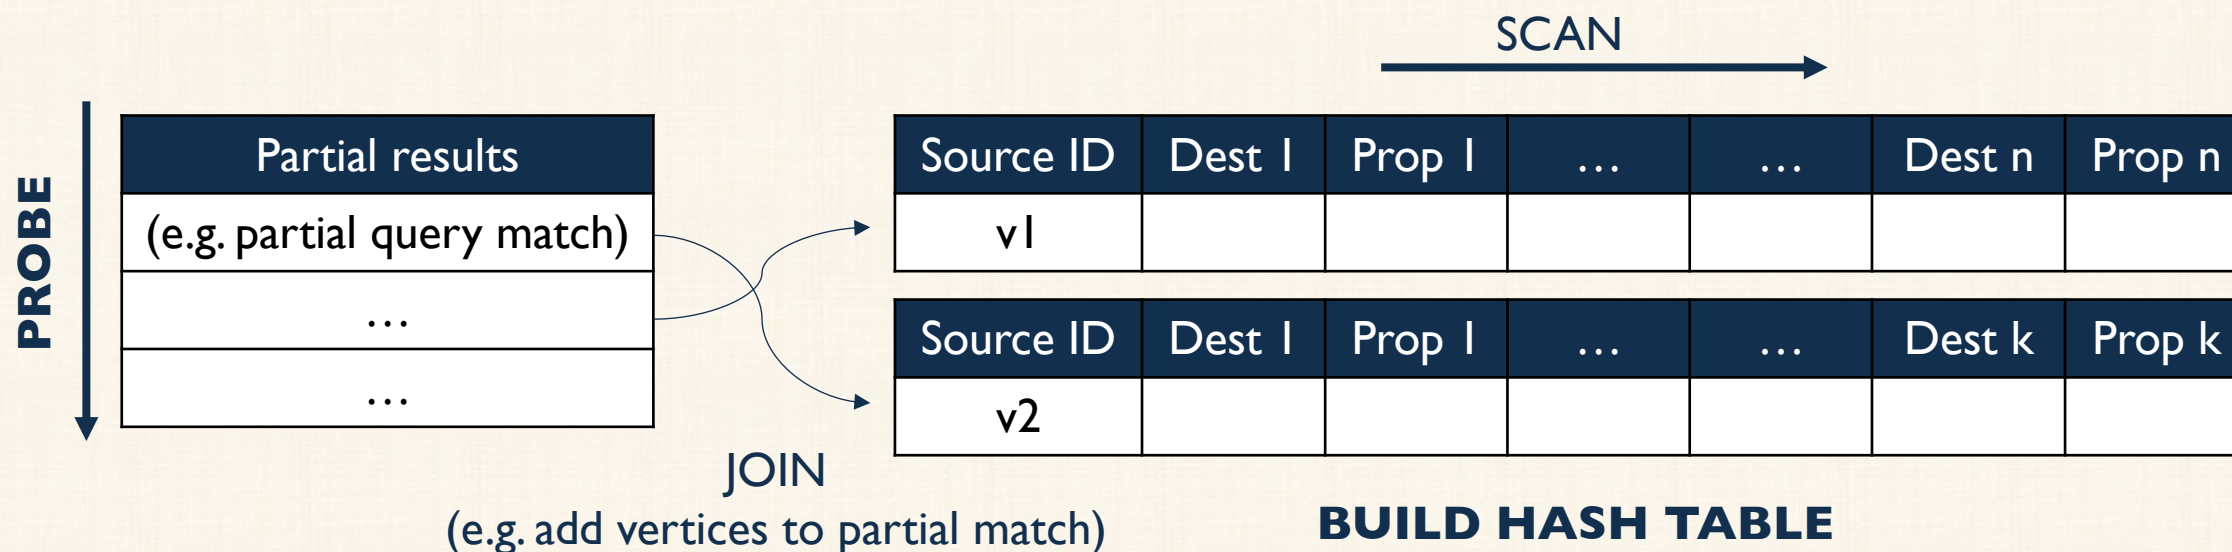 SCAN
PROBE
Partial results
(e.g. partial query match)
…
…
Source ID Dest 1 Prop 1 … … Dest n Prop n
v1
Source ID Dest 1 Prop 1 … … Dest k Prop k
v2
JOIN
(e.g. add vertices to partial match)
BUILD HASH TABLE